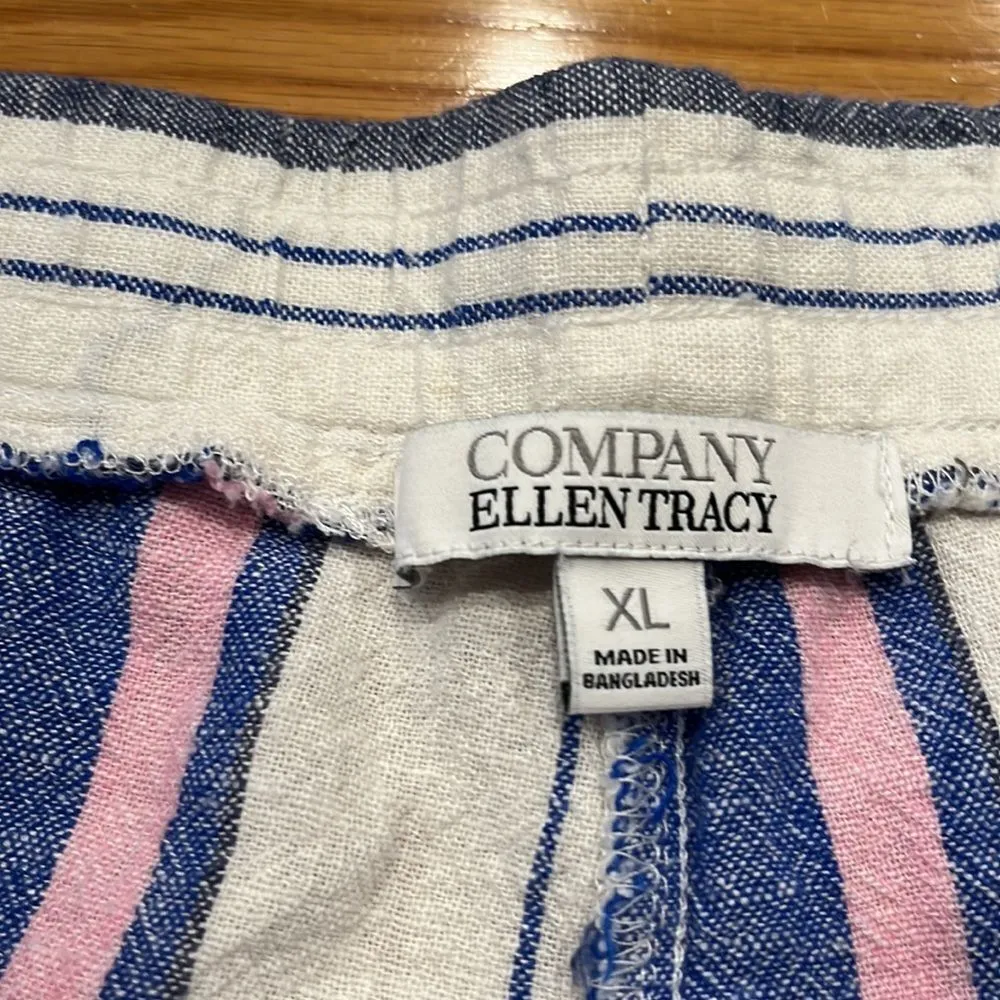 COMPANY
ELLEN TRACY
XL
MADE IN
BANGLADESH